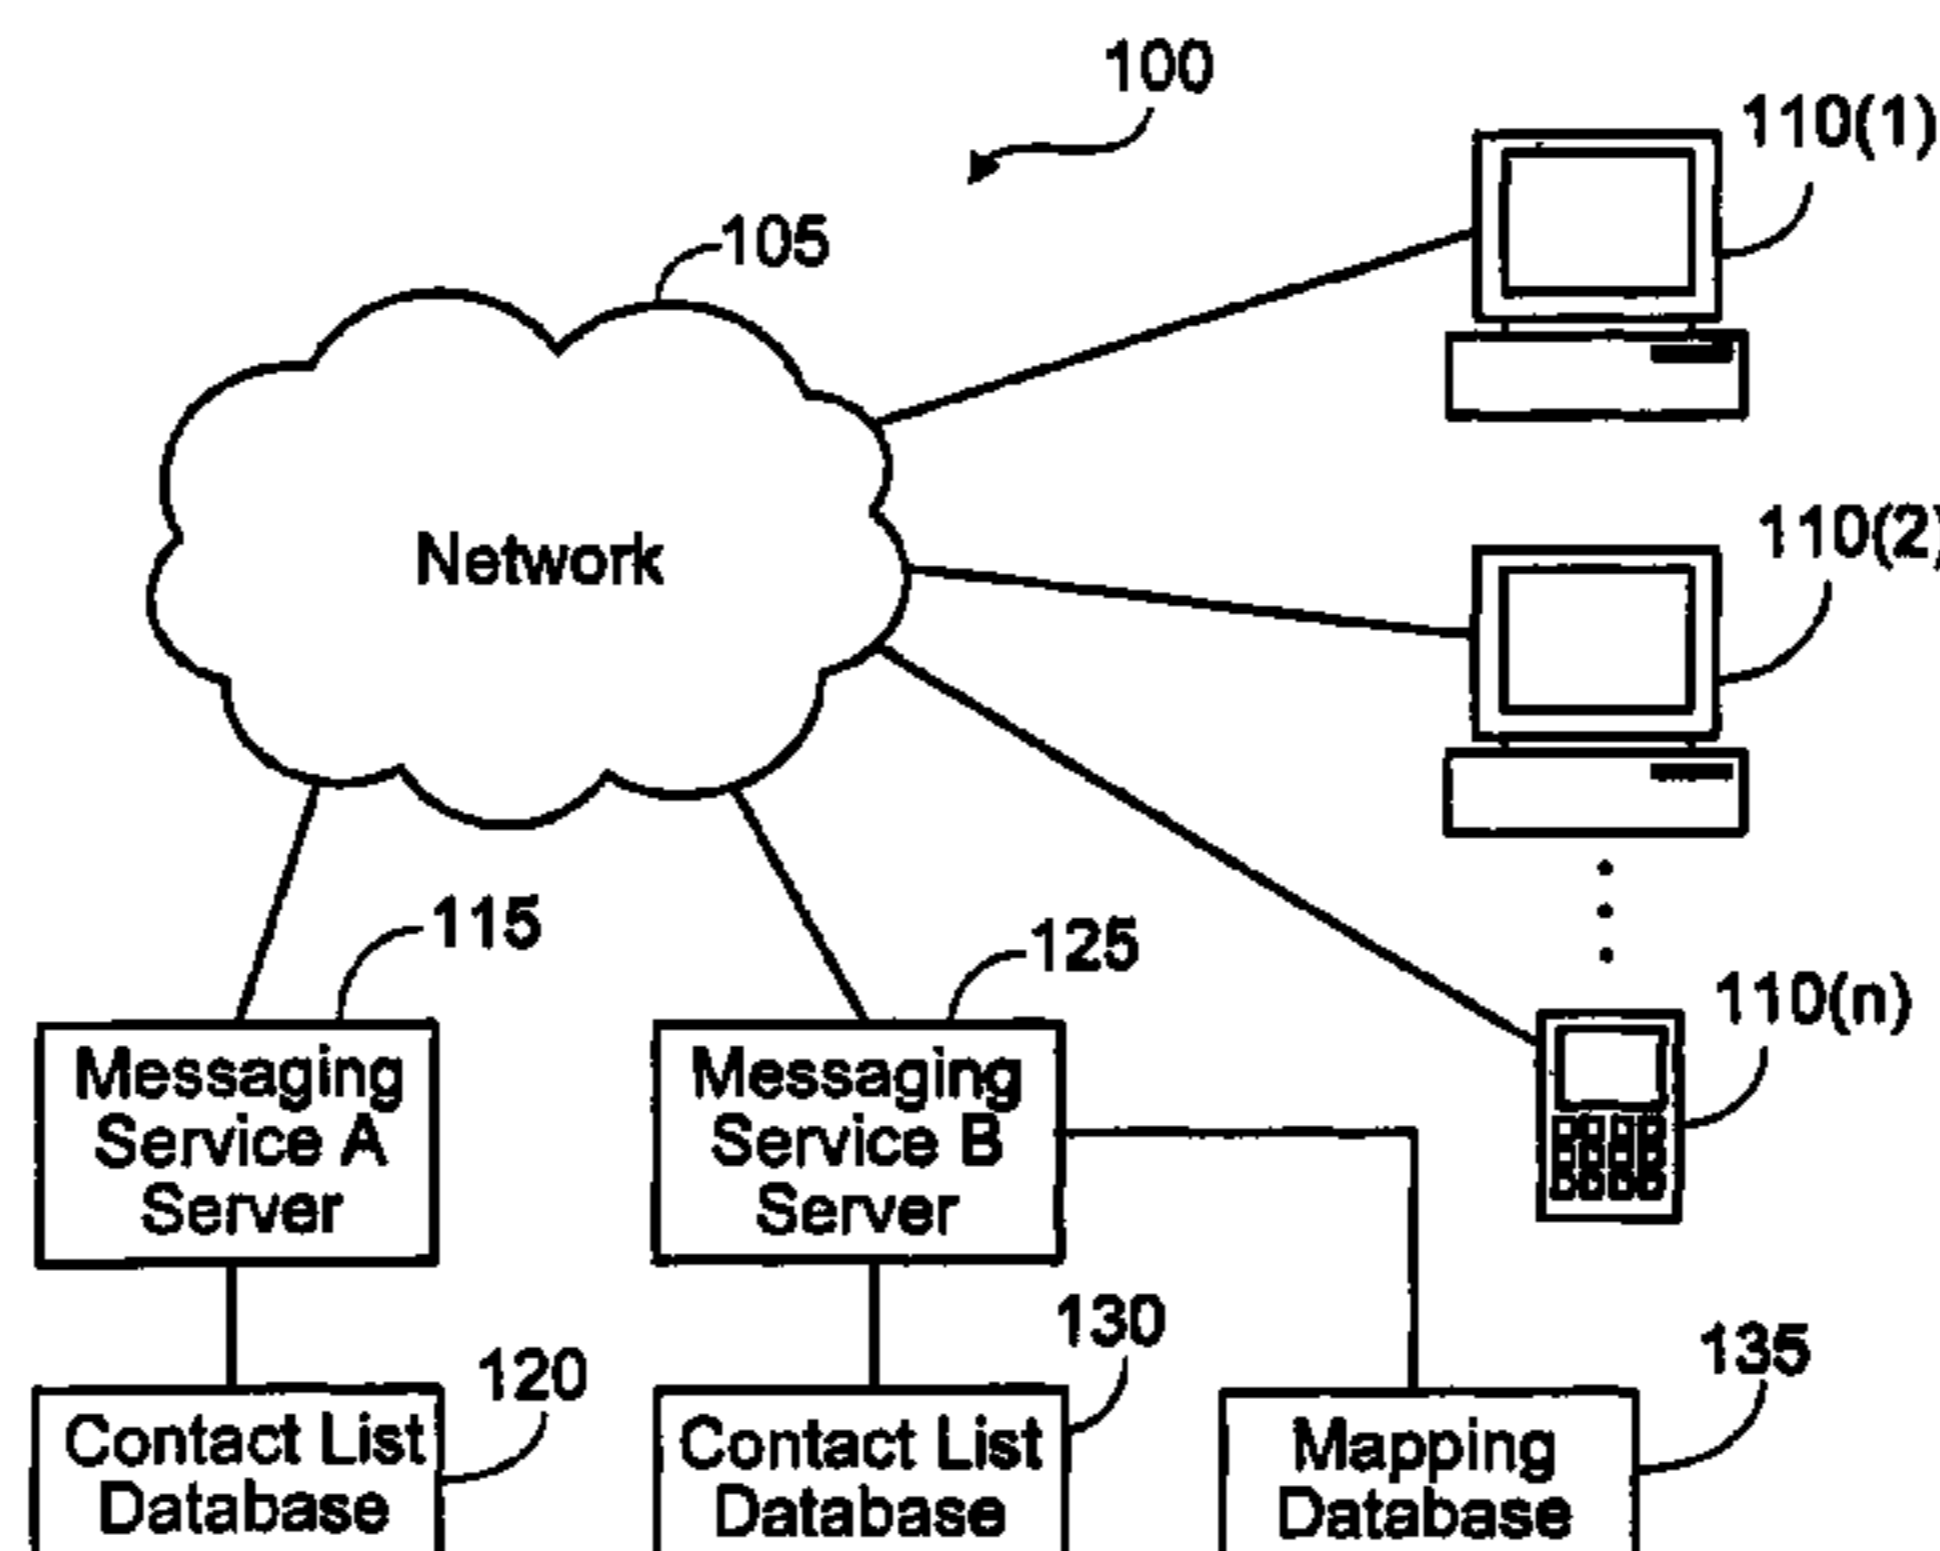 100
110(1)
105
Network
110(2)
115
125
110(n)
Messaging
Service A
Server
Messaging
Service B
Server
130
135
120
Contact List
Database
Contact List
Database
Mapping
Database